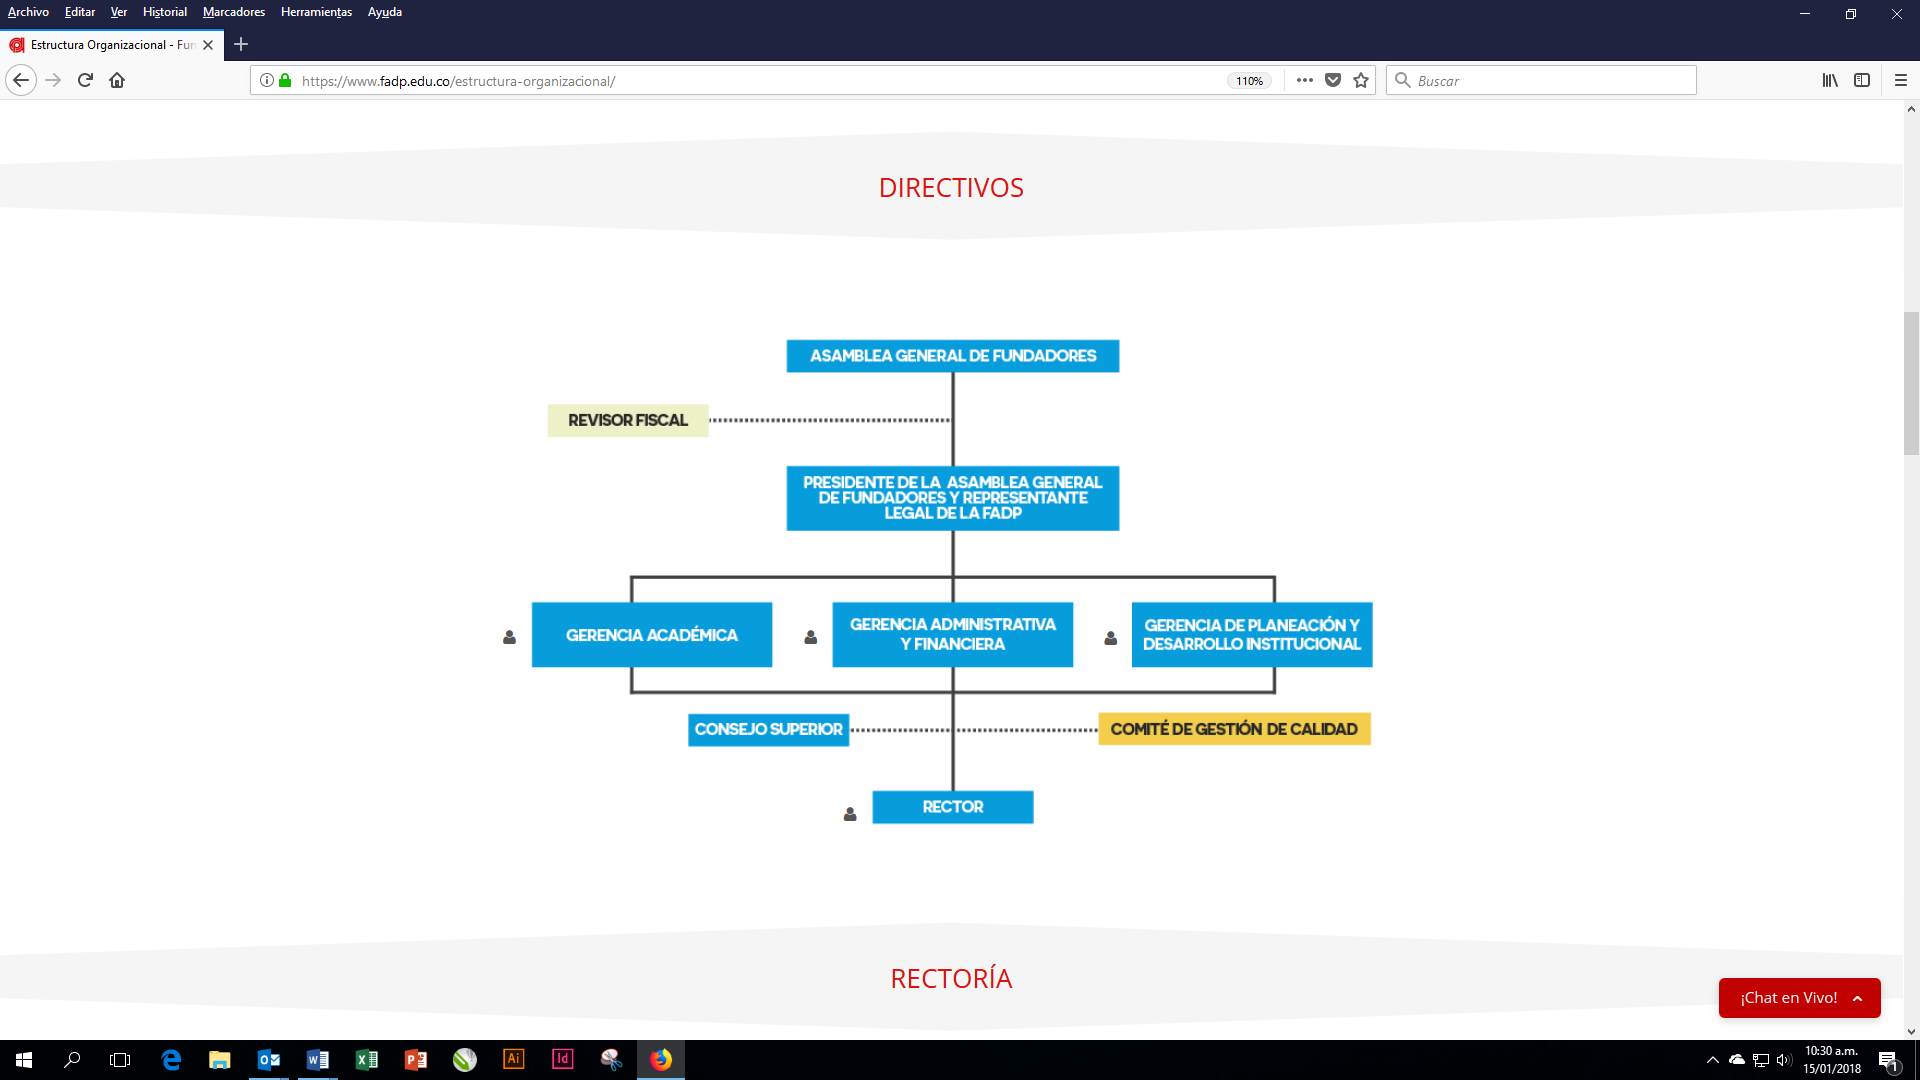 Archivo Editar Ver Historial Marcadores Herramientas Ayuda
Estructura Organizacional - Fun
https://www.fadp.edu.co/estructura-organizacional/
110%
Buscar
DIRECTIVOS
ASAMBLEA GENERAL DE FUNDADORES
REVISOR FISCAL
PRESIDENTE DE LA ASAMBLEA GENERAL
DE FUNDADORES Y REPRESENTANTE
LEGAL DE LA FADP
GERENCIA ACADÉMICA
GERENCIA ADMINISTRATIVA
Y FINANCIERA
GERENCIA DE PLANEACIÓN Y
DESARROLLO INSTITUCIONAL
CONSEJO SUPERIOR
COMITÉ DE GESTIÓN DE CALIDAD
RECTOR
RECTORÍA
¡Chat en Vivo!
Ai
Id
10:30 a.m.
15/01/2018
1